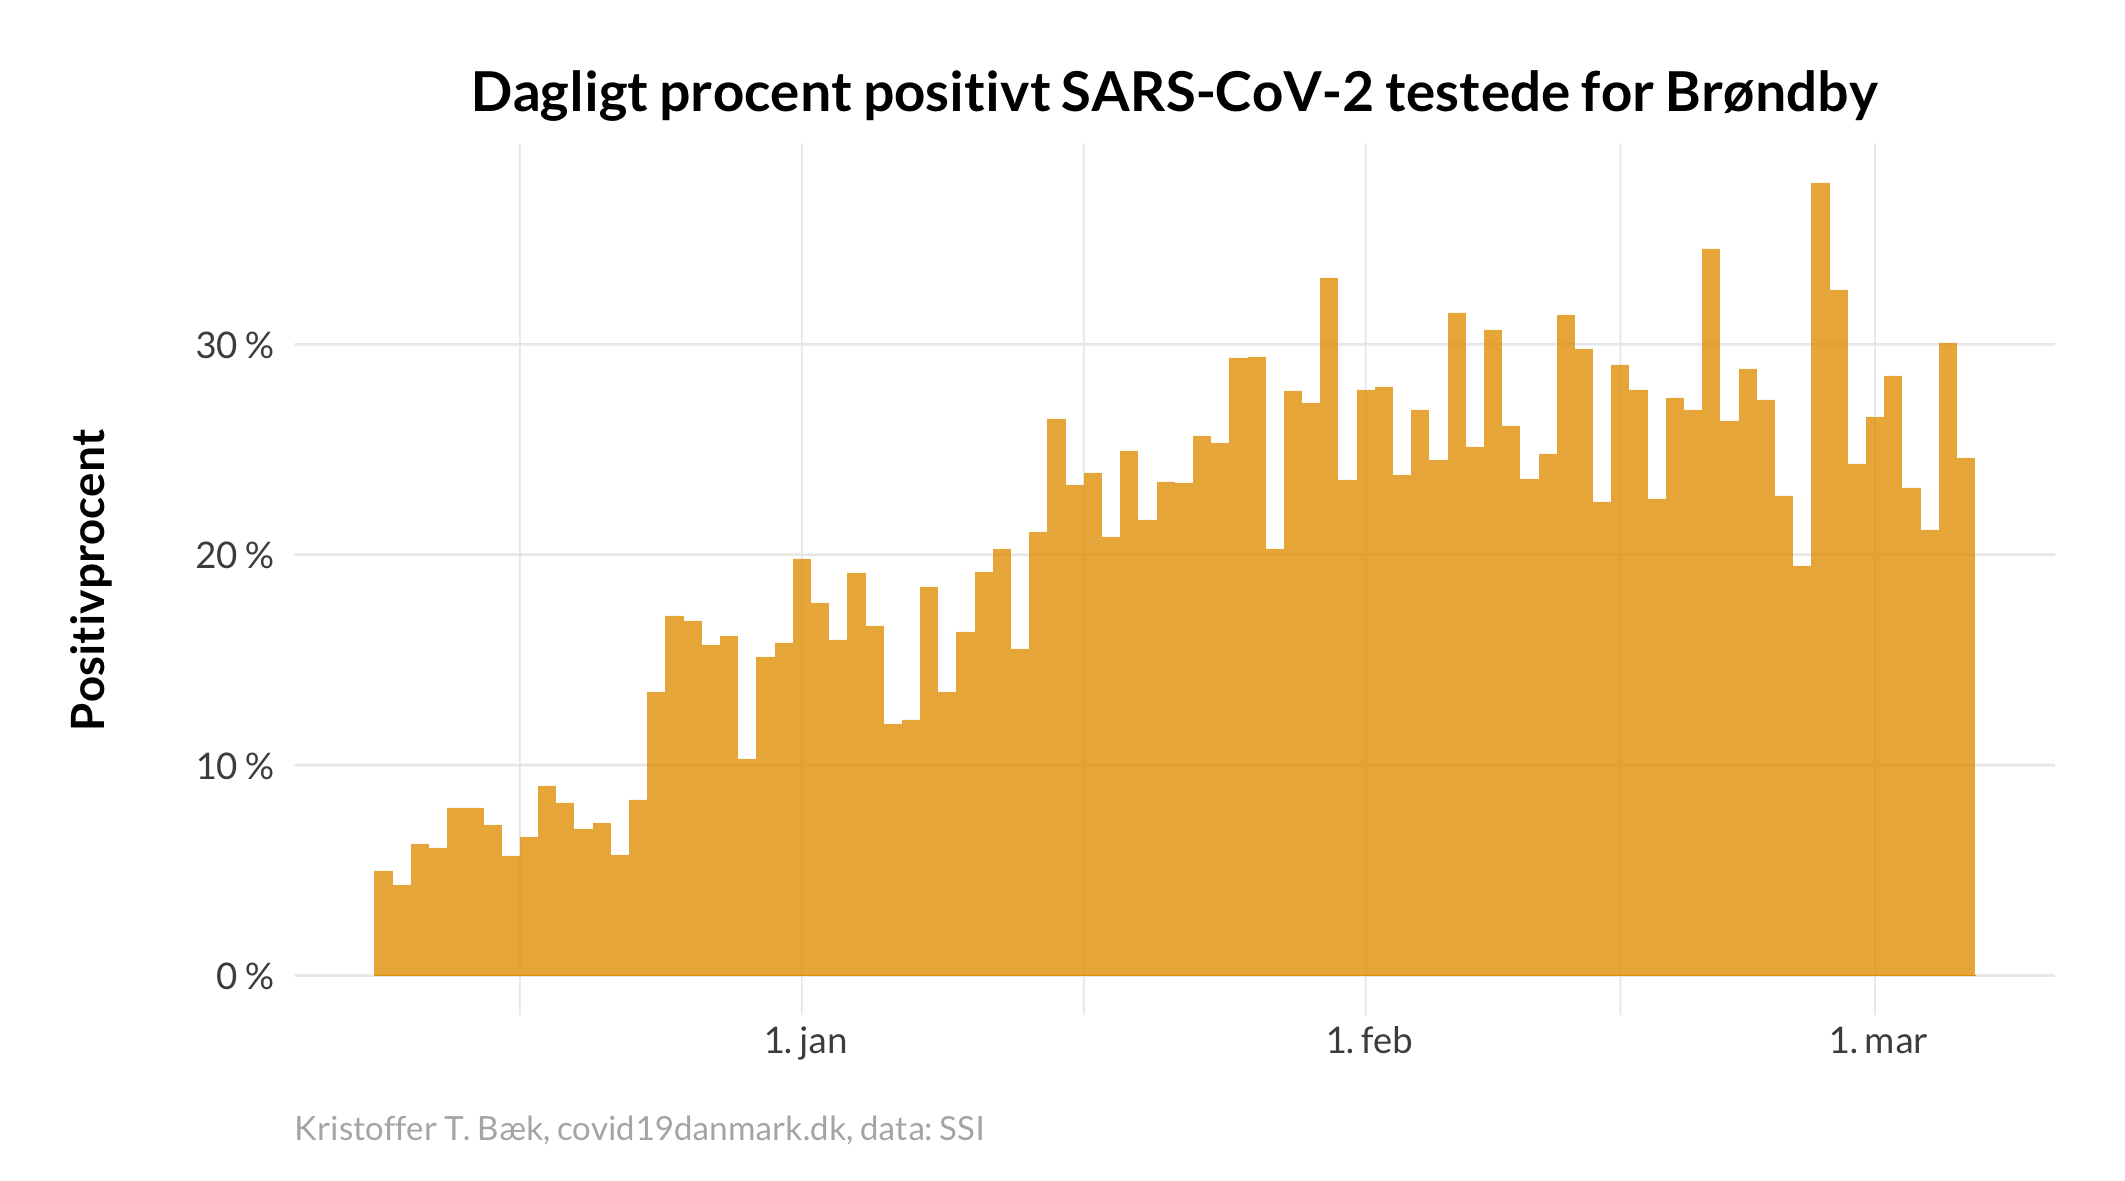 Dagligt procent positivt SARS-CoV-2 testede for Brøndby
Positivprocent
30 %
20 %
10 %
0 %
1. jan
1. feb
1. mar
Kristoffer T. Bæk, covid19danmark.dk, data: SSI